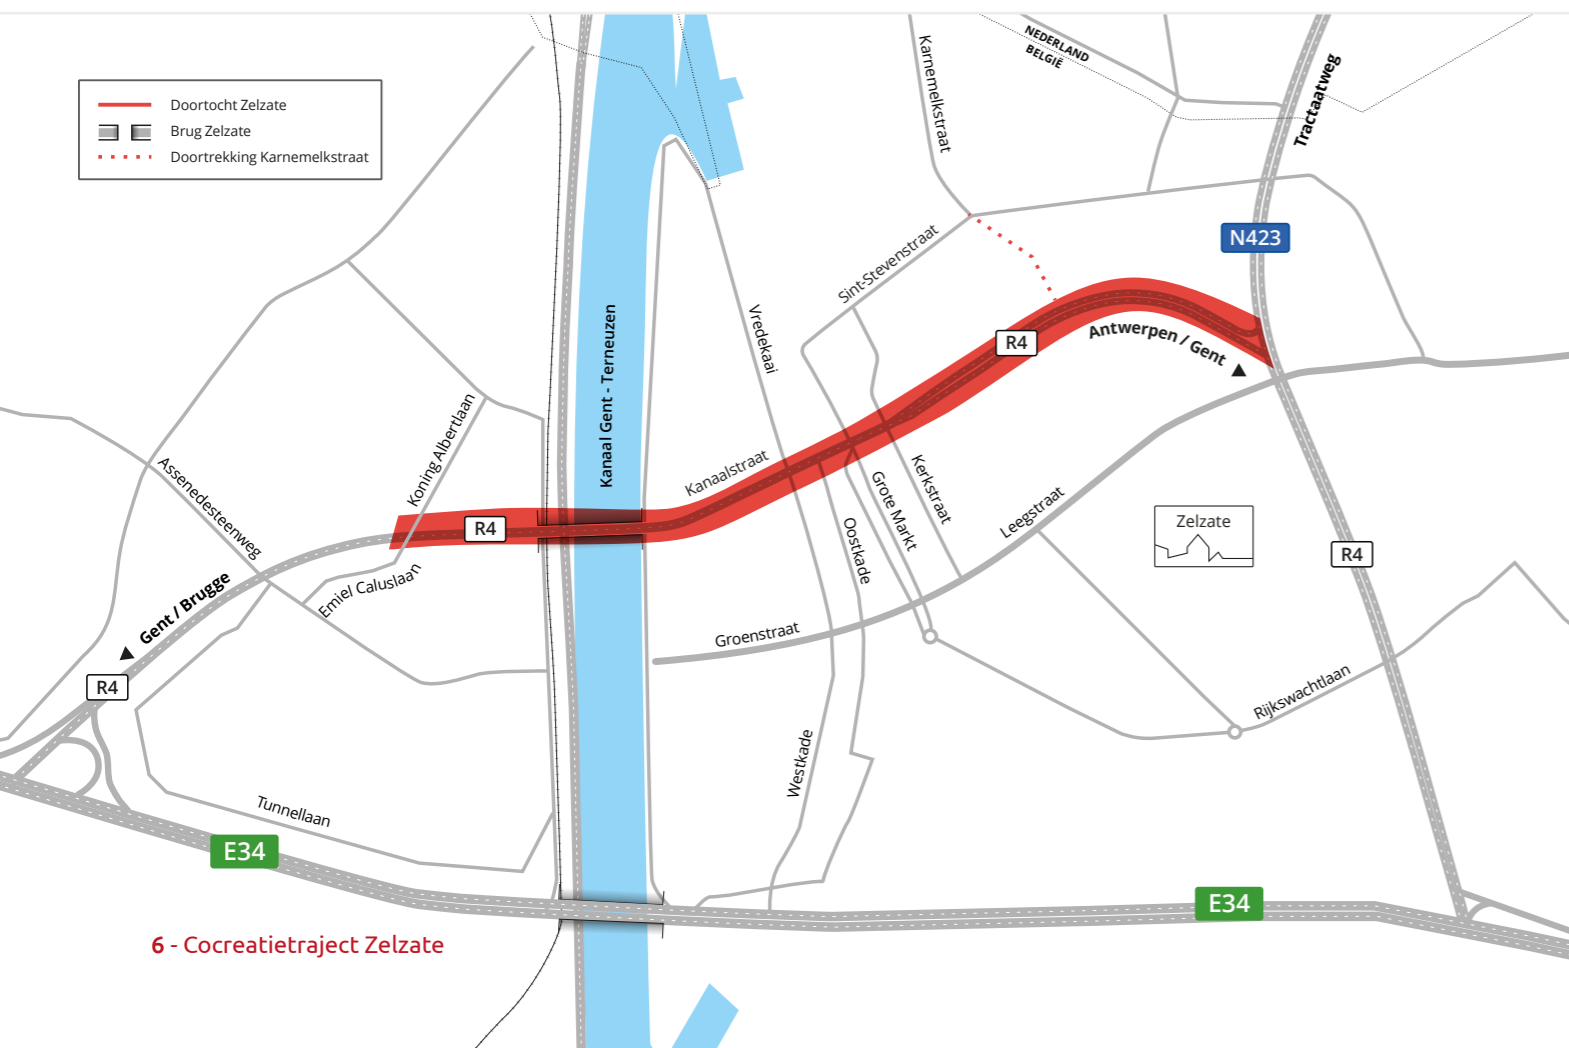 NEDERLAND
BELGIË
Karnemelkstraat
Tractaatweg
Doortocht Zelzate
Brug Zelzate
Doortrekking Karnemelkstraat
N423
Sint-Stevenstraat
Vredekaai
Kanaal Gent - Terneuzen
R4
Antwerpen / Gent
Koning Albertlaan
Kanaalstraat
Assenedesteenweg
Kerkstraat
Grote Markt
Leegstraat
Zelzate
R4
Oostkade
R4
Emiel Caluslaan
Gent / Brugge
Groenstraat
R4
Rijkswachtlaan
Westkade
Tunnellaan
E34
E34
6 - Cocreatietraject Zelzate